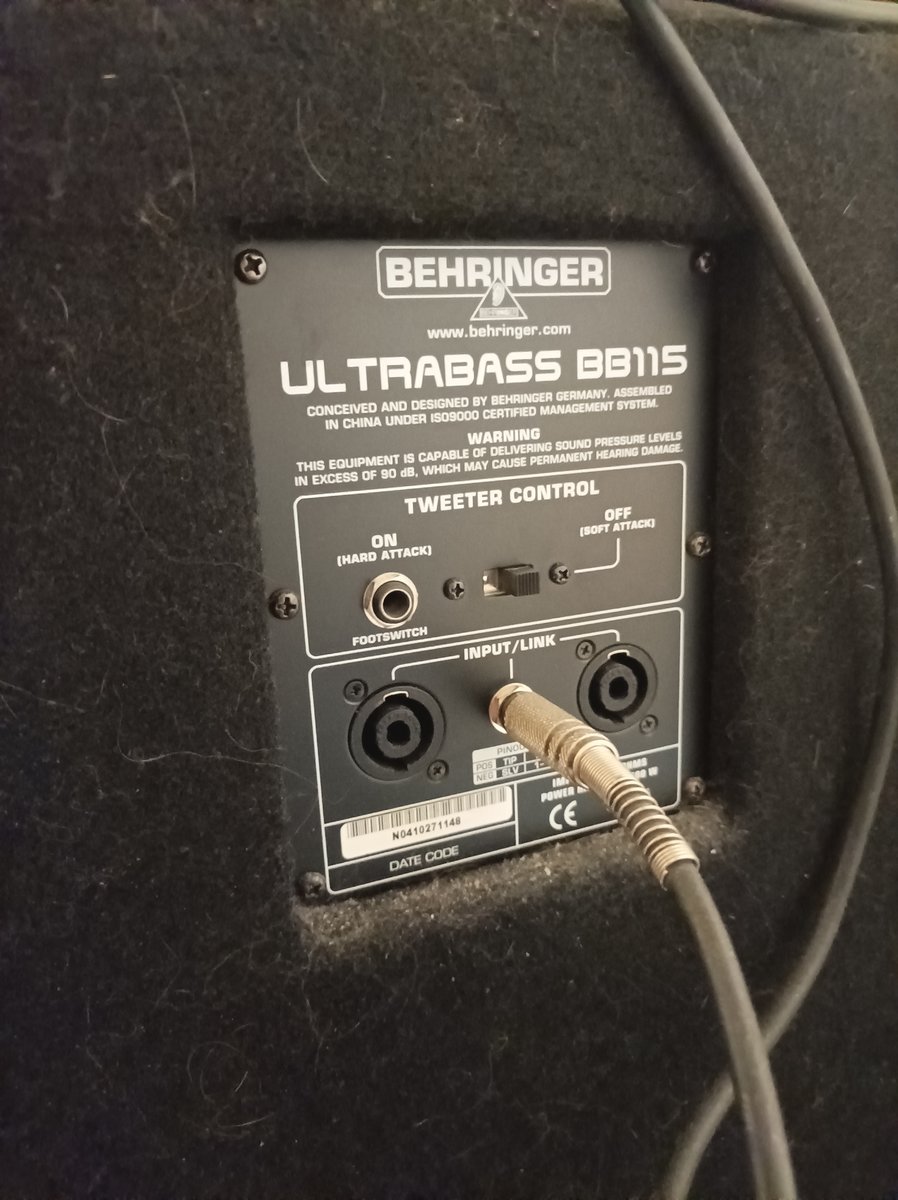 BEHRINGER
BEHRINGER
www.behringer.com
ULTRABASS BB115
CONCEIVED AND DESIGNED BY BEHRINGER GERMANY. ASSEMBLED
IN CHINA UNDER ISO9000 CERTIFIED MANAGEMENT SYSTEM.
WARNING
THIS EQUIPMENT IS CAPABLE OF DELIVERING SOUND PRESSURE LEVELS
IN EXCESS OF 90 dB, WHICH MAY CAUSE PERMANENT HEARING DAMAGE.
TWEETER CONTROL
ON
(HARD ATTACK)
OFF
(SOFT ATTACK)
FOOTSWITCH
INPUT/LINK
POS TIP
NEG SLV
POWER W
CE
N0410271148
DATE CODE